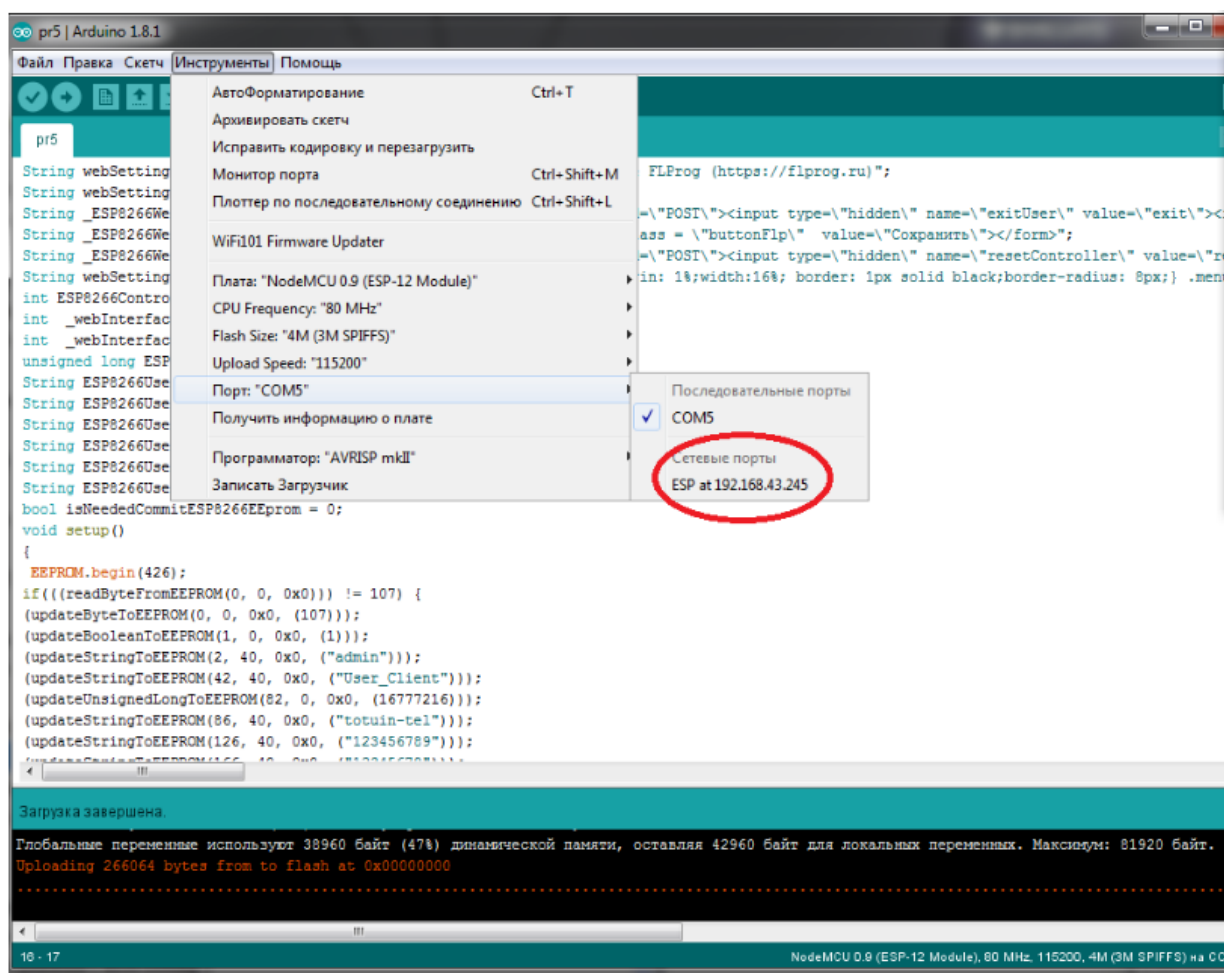 pr5 | Arduino 1.8.1
Файл Правка Скетч Инструменты Помощь
АвтоФорматирование Ctrl+T
Архивировать скетч
pr5
Исправить кодировку и перезагрузить
String webSetting Монитор порта Ctrl+Shift+M FLProg (https://flprog.ru)";
String webSetting
Плоттер по последовательному соединению Ctrl+Shift+L
String _ESP8266We =\"POST\"><input type=\"hidden\" name=\"exitUser\" value=\"exit\"><
String _ESP8266We WiFi101 Firmware Updater ass = \"buttonFlp\" value=\"Сохранить\"></form>";
String _ESP8266We =\"POST\"><input type=\"hidden\" name=\"resetController\" value=\"r
String webSetting Плата: "NodeMCU 0.9 (ESP-12 Module)" in: 1%;width:16%; border: 1px solid black;border-radius: 8px;} .men
int ESP8266Contro CPU Frequency: "80 MHz"
int _webInterfac
int _webInterfac Flash Size: "4M (3M SPIFFS)"
unsigned long ESP Upload Speed: "115200"
String ESP8266Use Порт: "COM5" Последовательные порты
String ESP8266Use
String ESP8266Use Получить информацию о плате COM5
String ESP8266Use
String ESP8266Use Программатор: "AVRISP mkII" Сетевые порты
String ESP8266Use Записать Загрузчик ESP at 192.168.43.245
bool isNeededCommitESP8266EEprom = 0;
void setup()
{
EEPROM.begin(426);
if(((readByteFromEEPROM(0, 0, 0x0))) != 107) {
(updateByteToEEPROM(0, 0, 0x0, (107)));
(updateBooleanToEEPROM(1, 0, 0x0, (1)));
(updateStringToEEPROM(2, 40, 0x0, ("admin")));
(updateStringToEEPROM(42, 40, 0x0, ("User_Client")));
(updateUnsignedLongToEEPROM(82, 0, 0x0, (16777216)));
(updateStringToEEPROM(86, 40, 0x0, ("totuin-tel")));
(updateStringToEEPROM(126, 40, 0x0, ("123456789")));
Загрузка завершена.
Глобальные переменные используют 38960 байт (47%) динамической памяти, оставляя 42960 байт для локальных переменных. Максимум: 81920 байт.
Uploading 266064 bytes from to flash at 0x00000000
16 - 17 NodeMCU 0.9 (ESP-12 Module), 80 MHz, 115200, 4M (3M SPIFFS) на CO